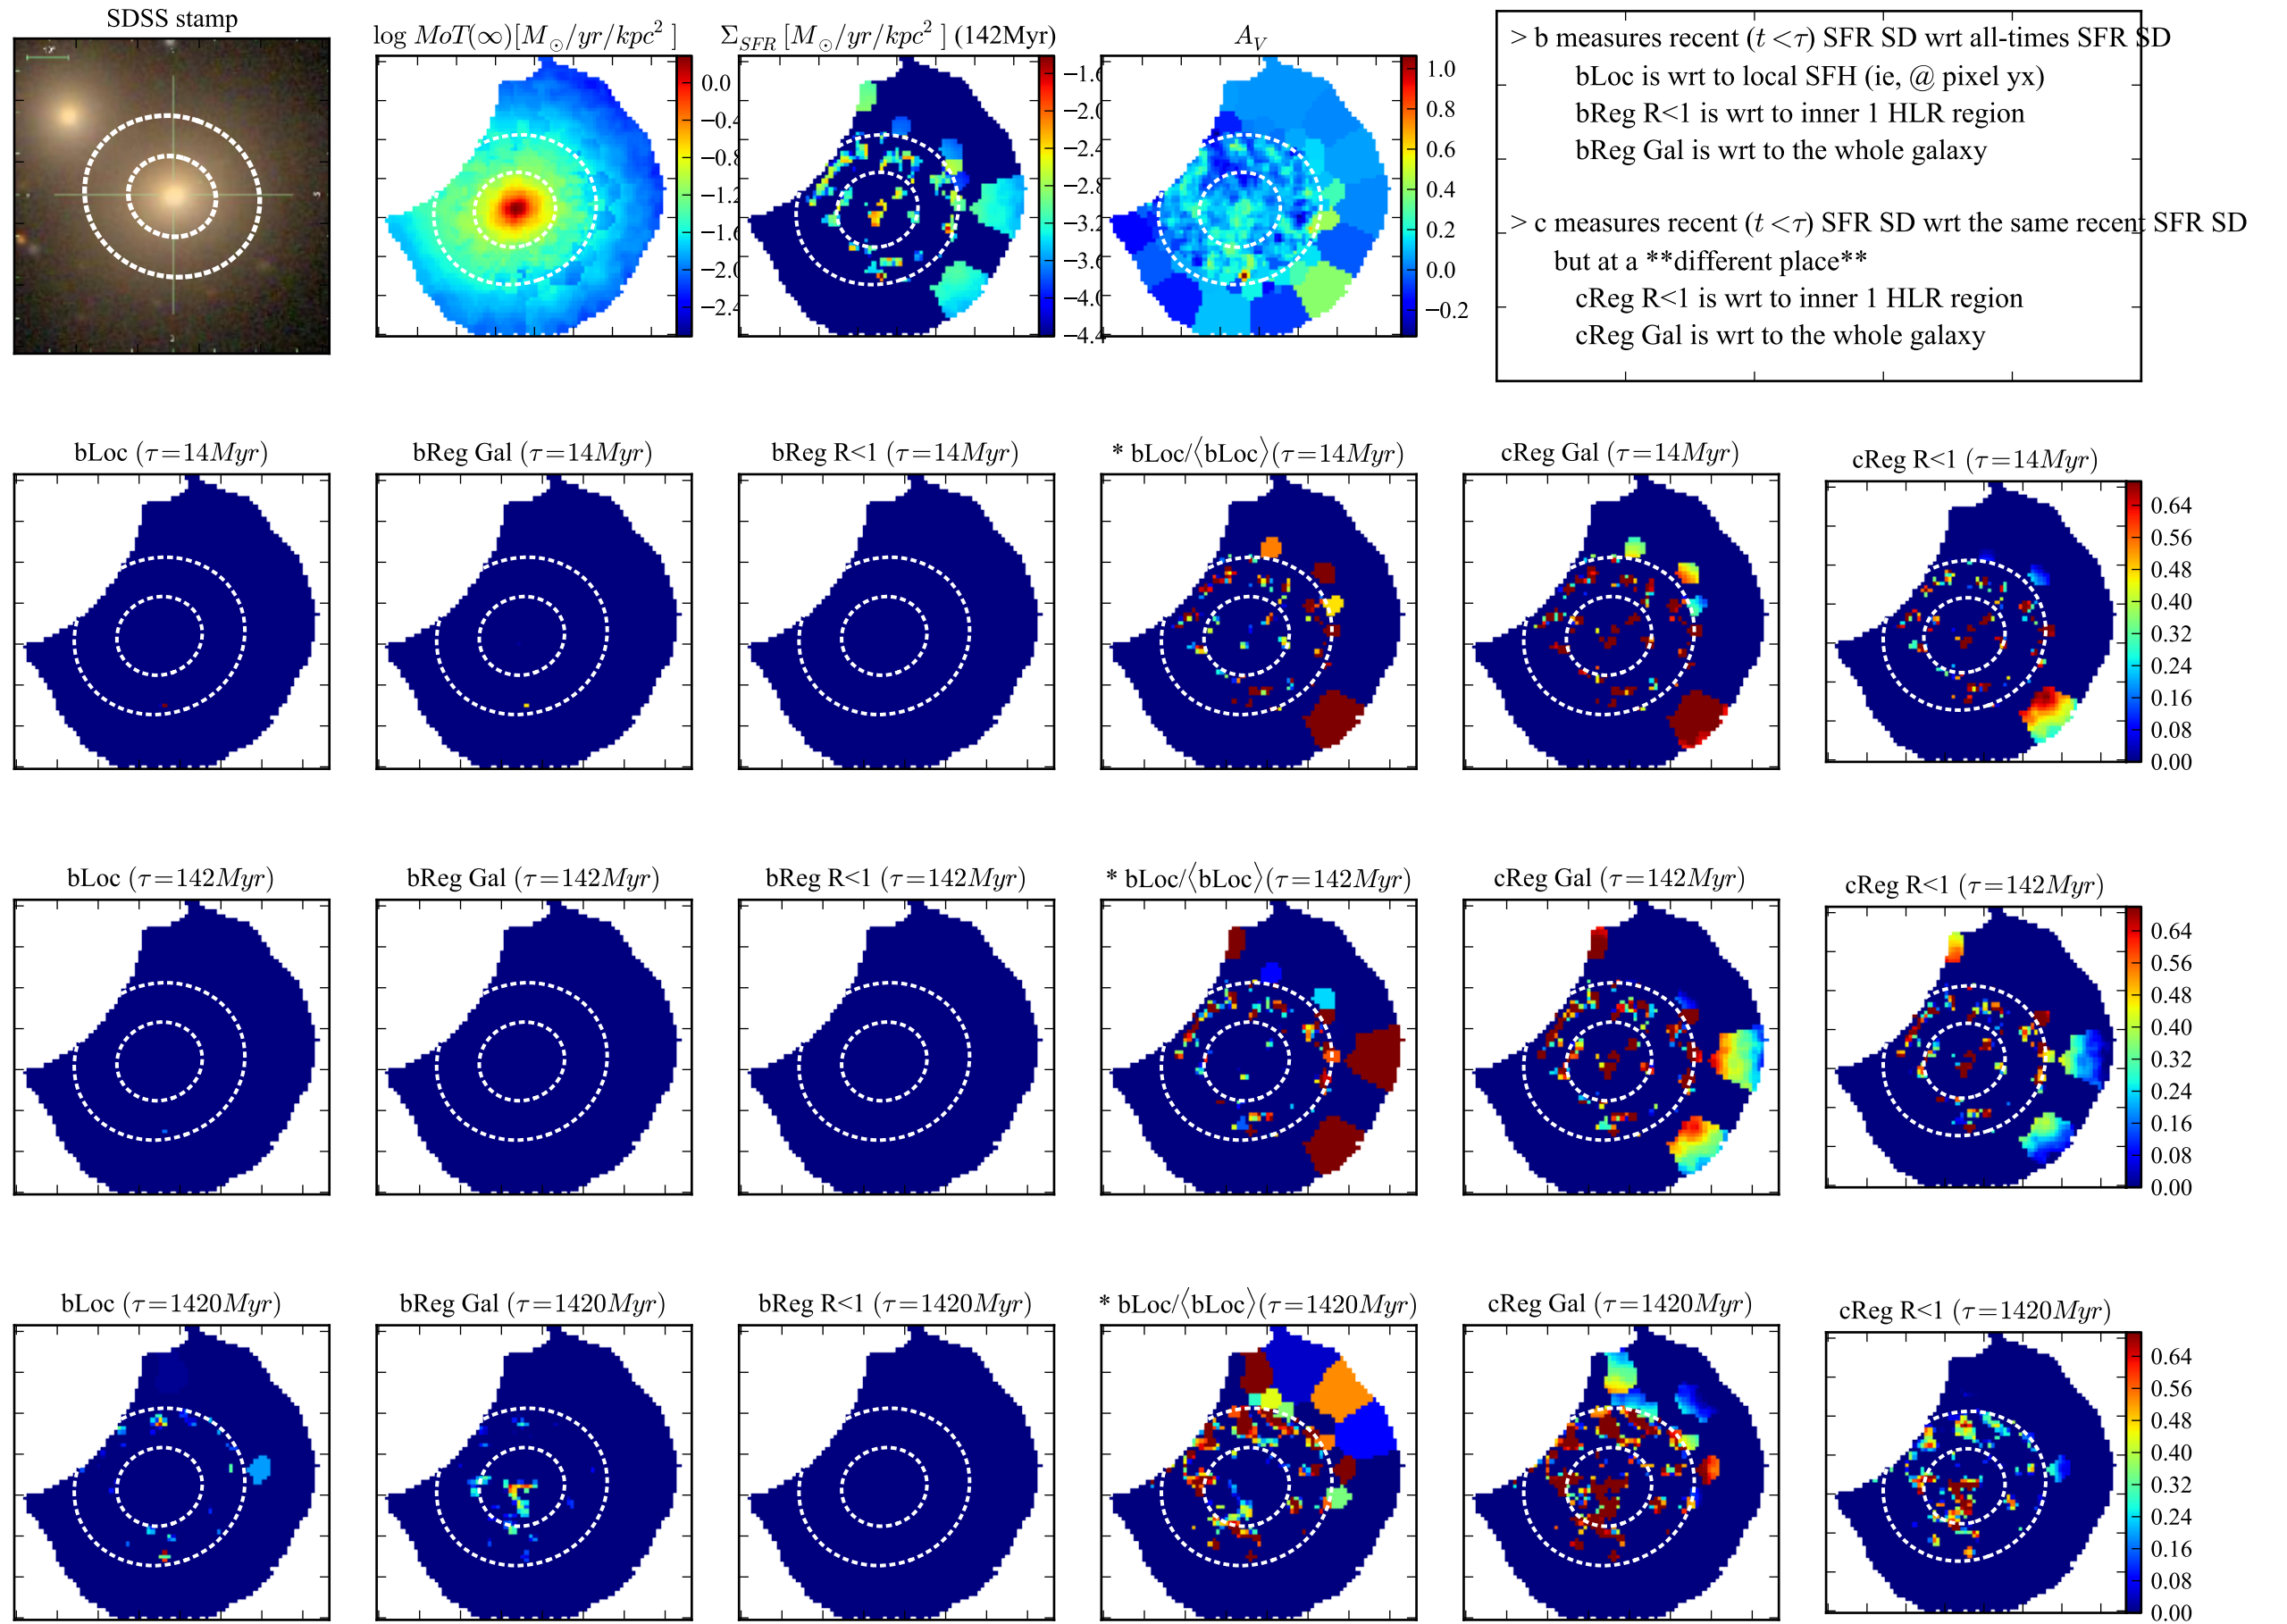 SDSS stamp
log MoT(∞)[M⊙/yr/kpc² ]
Σ_SFR [M⊙/yr/kpc² ] (142Myr)
A_V
0.0
−0.4
−0.8
−1.2
−1.6
−2.0
−2.4
−1.6
−2.0
−2.4
−2.8
−3.2
−3.6
−4.0
−4.4
1.0
0.8
0.6
0.4
0.2
0.0
−0.2
> b measures recent (t <τ) SFR SD wrt all-times SFR SD
bLoc is wrt to local SFH (ie, @ pixel yx)
bReg R<1 is wrt to inner 1 HLR region
bReg Gal is wrt to the whole galaxy
> c measures recent (t <τ) SFR SD wrt the same recent SFR SD
but at a **different place**
cReg R<1 is wrt to inner 1 HLR region
cReg Gal is wrt to the whole galaxy
bLoc (τ=14Myr)
bReg Gal (τ=14Myr)
bReg R<1 (τ=14Myr)
* bLoc/⟨bLoc⟩(τ=14Myr)
cReg Gal (τ=14Myr)
cReg R<1 (τ=14Myr)
0.64
0.56
0.48
0.40
0.32
0.24
0.16
0.08
0.00
bLoc (τ=142Myr)
bReg Gal (τ=142Myr)
bReg R<1 (τ=142Myr)
* bLoc/⟨bLoc⟩(τ=142Myr)
cReg Gal (τ=142Myr)
cReg R<1 (τ=142Myr)
0.64
0.56
0.48
0.40
0.32
0.24
0.16
0.08
0.00
bLoc (τ=1420Myr)
bReg Gal (τ=1420Myr)
bReg R<1 (τ=1420Myr)
* bLoc/⟨bLoc⟩(τ=1420Myr)
cReg Gal (τ=1420Myr)
cReg R<1 (τ=1420Myr)
0.64
0.56
0.48
0.40
0.32
0.24
0.16
0.08
0.00